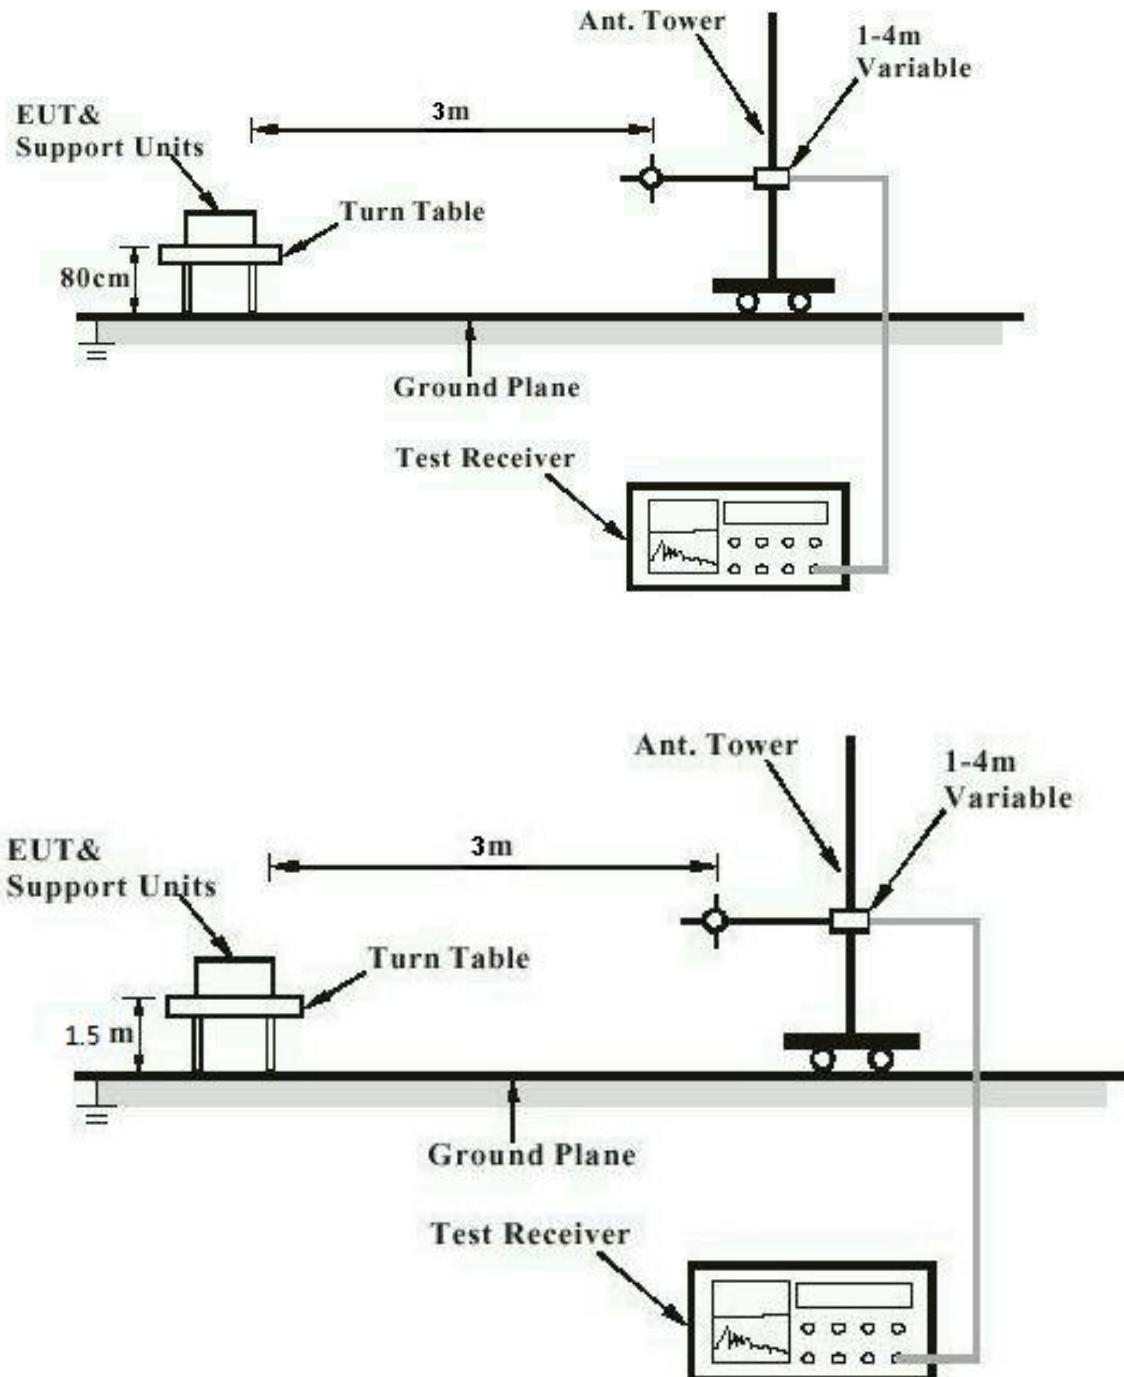 Ant. Tower
1-4m
Variable
3m
EUT&
Support Units
Turn Table
80cm
Ground Plane
Test Receiver
Ant. Tower
1-4m
Variable
3m
EUT&
Support Units
Turn Table
1.5 m
Ground Plane
Test Receiver